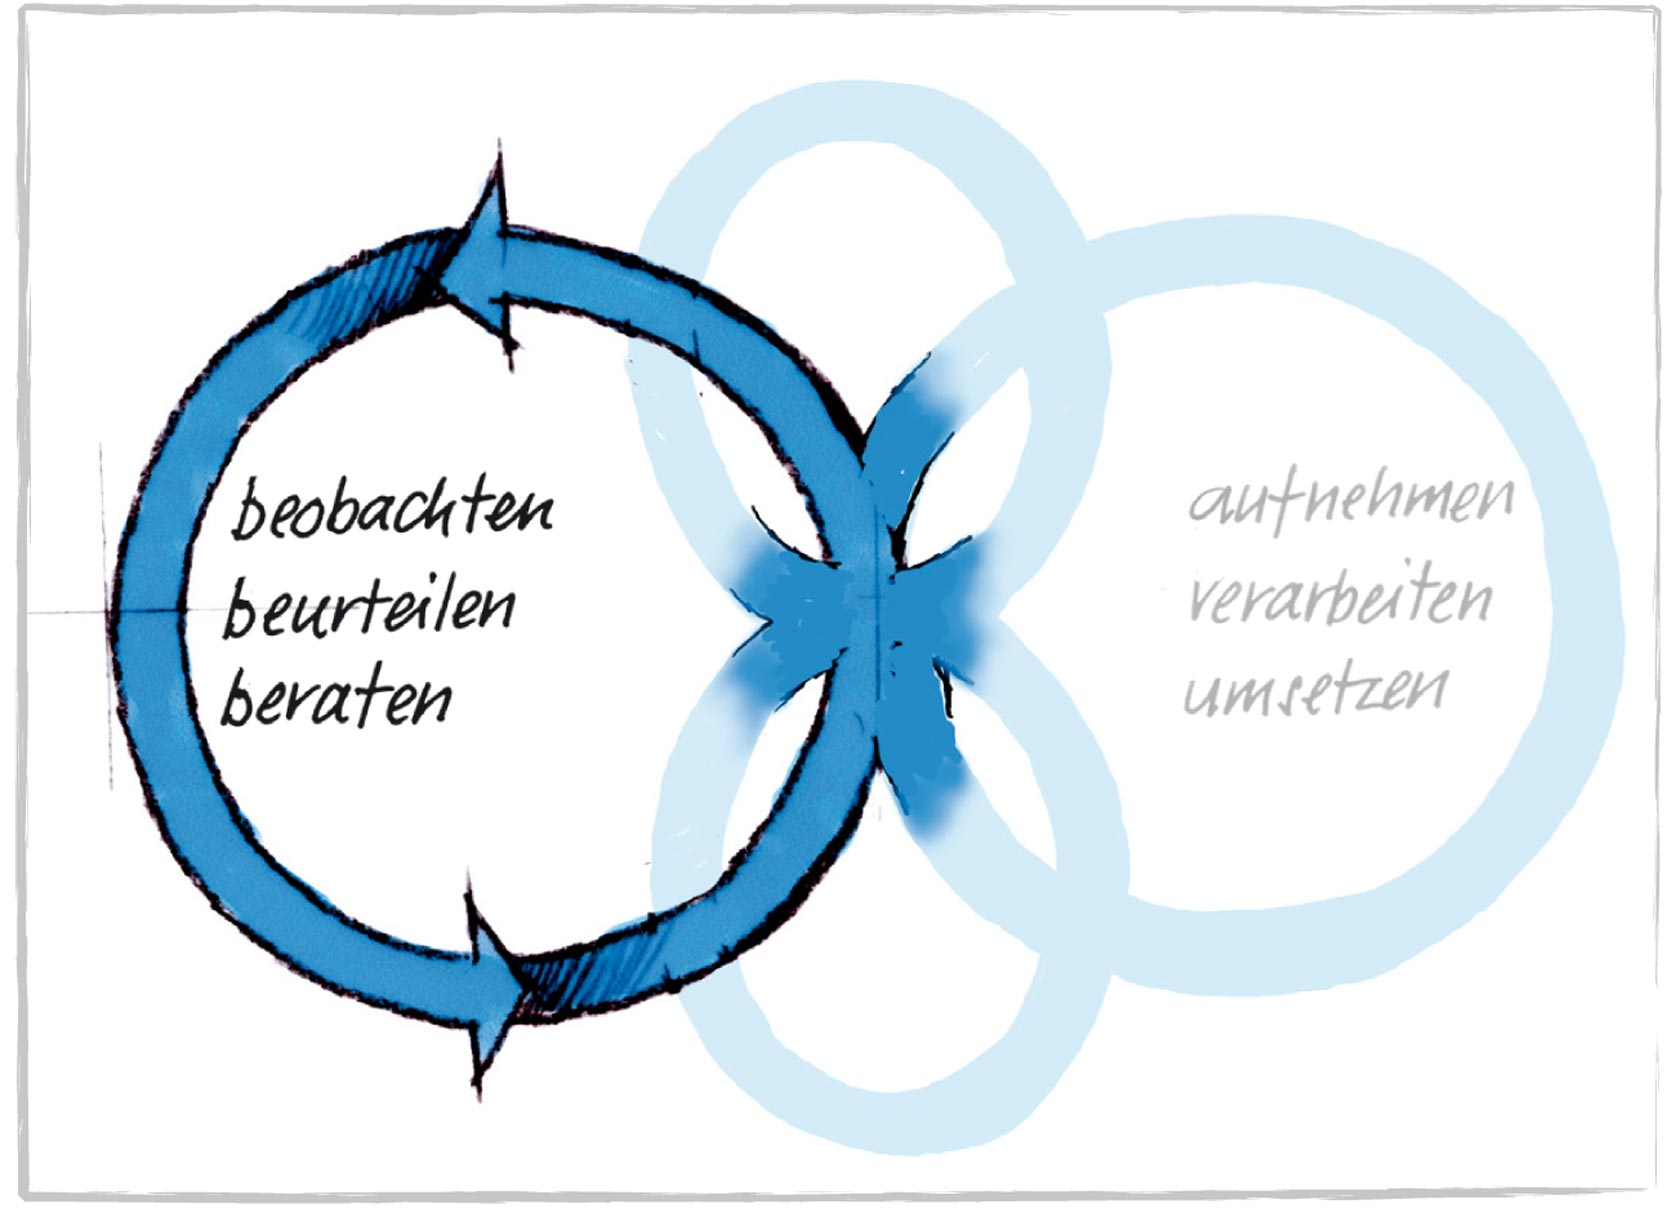 beobachten
beurteilen
beraten
aufnehmen
verarbeiten
umsetzen